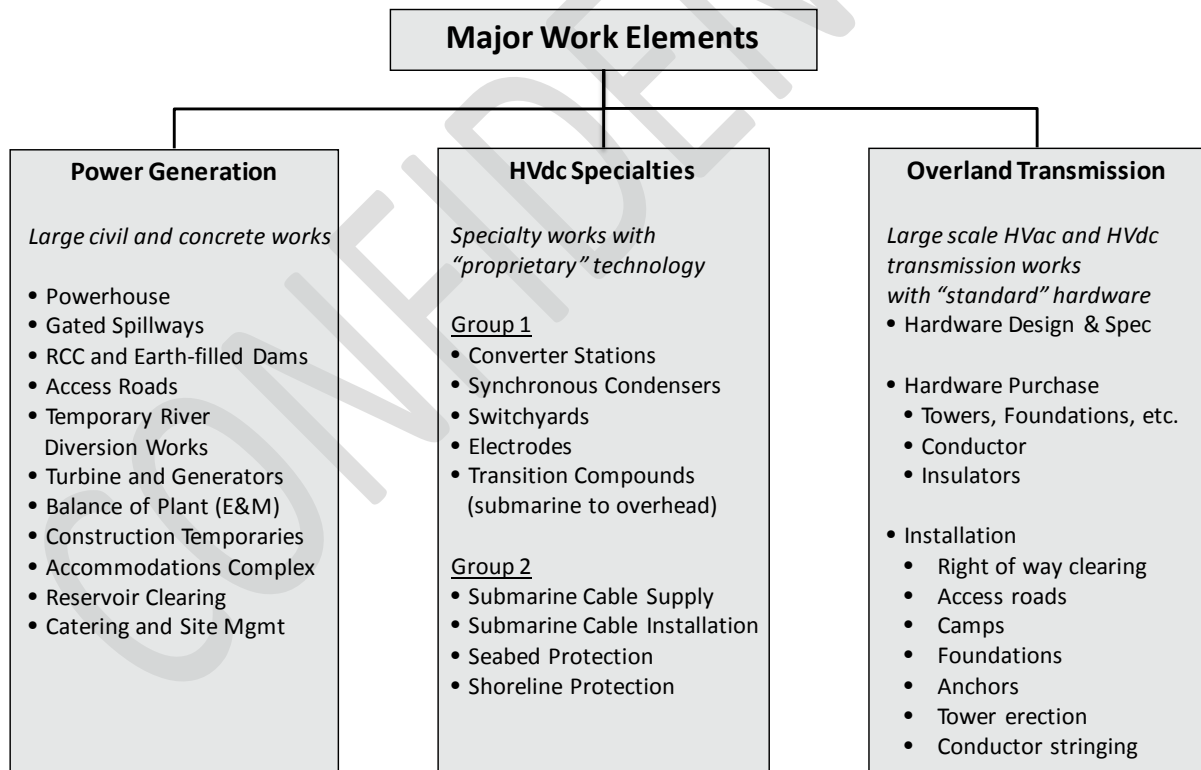 Major Work Elements
Power Generation
Large civil and concrete works
• Powerhouse
• Gated Spillways
• RCC and Earth-filled Dams
• Access Roads
• Temporary River
Diversion Works
• Turbine and Generators
• Balance of Plant (E&M)
• Construction Temporaries
• Accommodations Complex
• Reservoir Clearing
• Catering and Site Mgmt
HVdc Specialties
Specialty works with
“proprietary” technology
Group 1
• Converter Stations
• Synchronous Condensers
• Switchyards
• Electrodes
• Transition Compounds
(submarine to overhead)
Group 2
• Submarine Cable Supply
• Submarine Cable Installation
• Seabed Protection
• Shoreline Protection
Overland Transmission
Large scale HVac and HVdc
transmission works
with “standard” hardware
• Hardware Design & Spec
• Hardware Purchase
• Towers, Foundations, etc.
• Conductor
• Insulators
• Installation
• Right of way clearing
• Access roads
• Camps
• Foundations
• Anchors
• Tower erection
• Conductor stringing
CONFIDEN